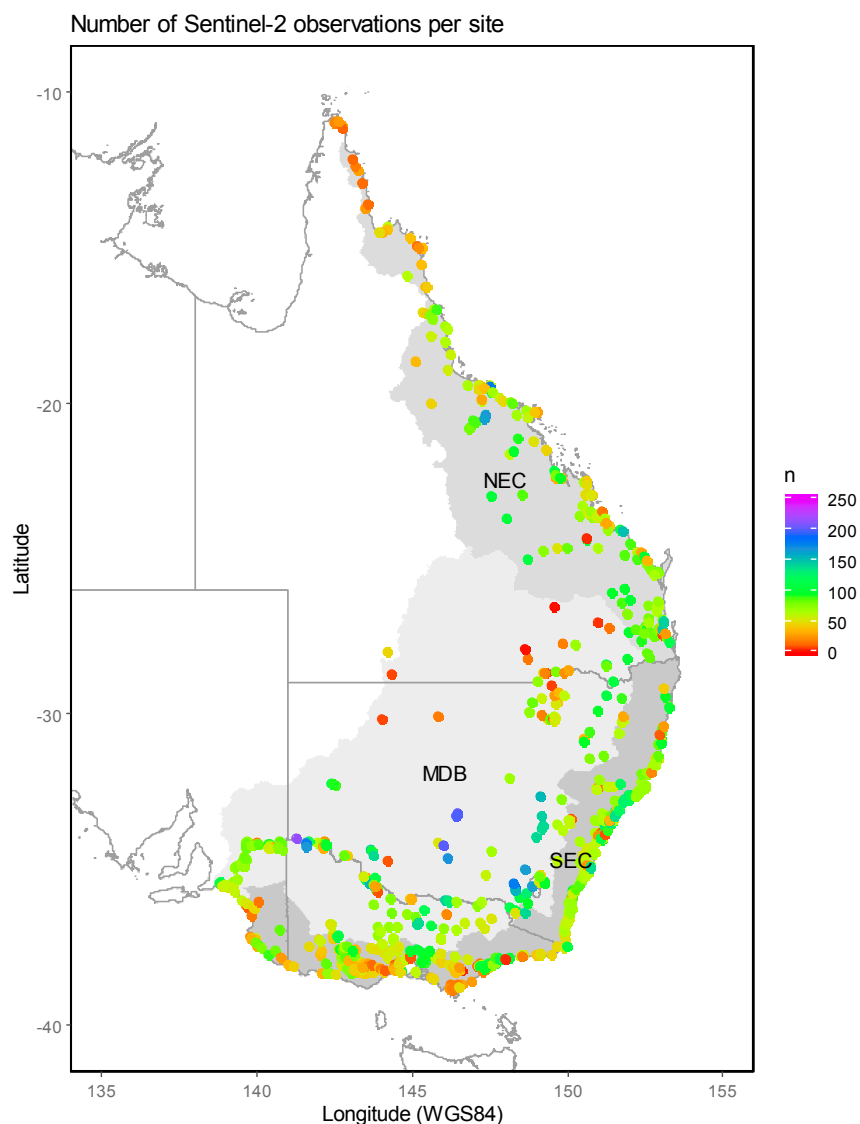 Number of Sentinel-2 observations per site
-10
-20
-30
-40
Latitude
NEC
MDB
SEC
n
250
200
150
100
50
0
135
140
145
150
155
Longitude (WGS84)